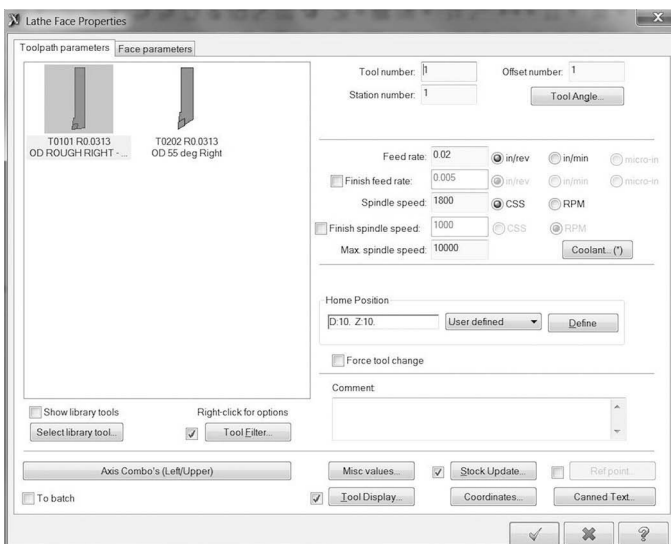 Lathe Face Properties
Toolpath parameters Face parameters
T0101 R0.0313
OD ROUGH RIGHT - ...
T0202 R0.0313
OD 55 deg Right
Show library tools
Right-click for options
Select library tool...
Tool Filter...
Tool number: 1
Offset number: 1
Station number: 1
Tool Angle...
Feed rate: 0.02 in/rev in/min micro-in
Finish feed rate: 0.005 in/rev in/min micro-in
Spindle speed: 1800 CSS RPM
Finish spindle speed: 1000 CSS RPM
Max. spindle speed: 10000
Coolant... (*)
Home Position
D:10. Z:10. User defined Define
Force tool change
Comment:
Axis Combo's (Left/Upper)
Misc values...
Stock Update...
Ref point...
To batch
Tool Display...
Coordinates...
Canned Text...